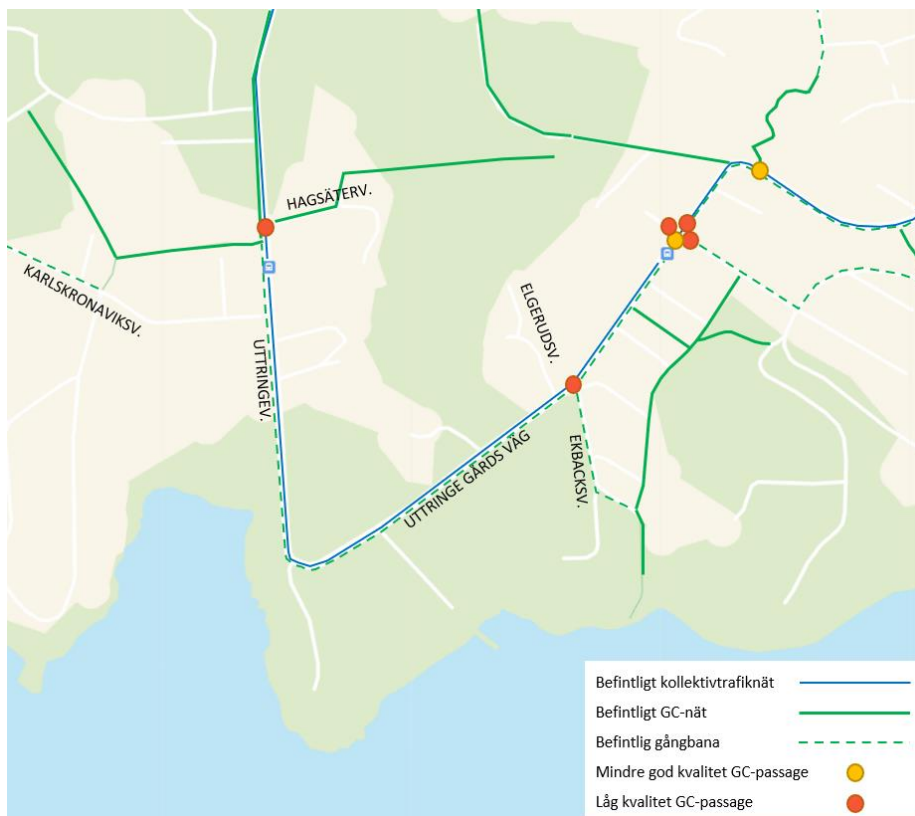 HAGSÄTERV.
KARLSKRONAVIKSV.
ELGERUDSV.
UTTRINGEV.
UTTRINGE GÅRDS VÄG
EKBACKSV.
Befintligt kollektivtrafiknät
Befintligt GC-nät
Befintlig gångbana
Mindre god kvalitet GC-passage
Låg kvalitet GC-passage